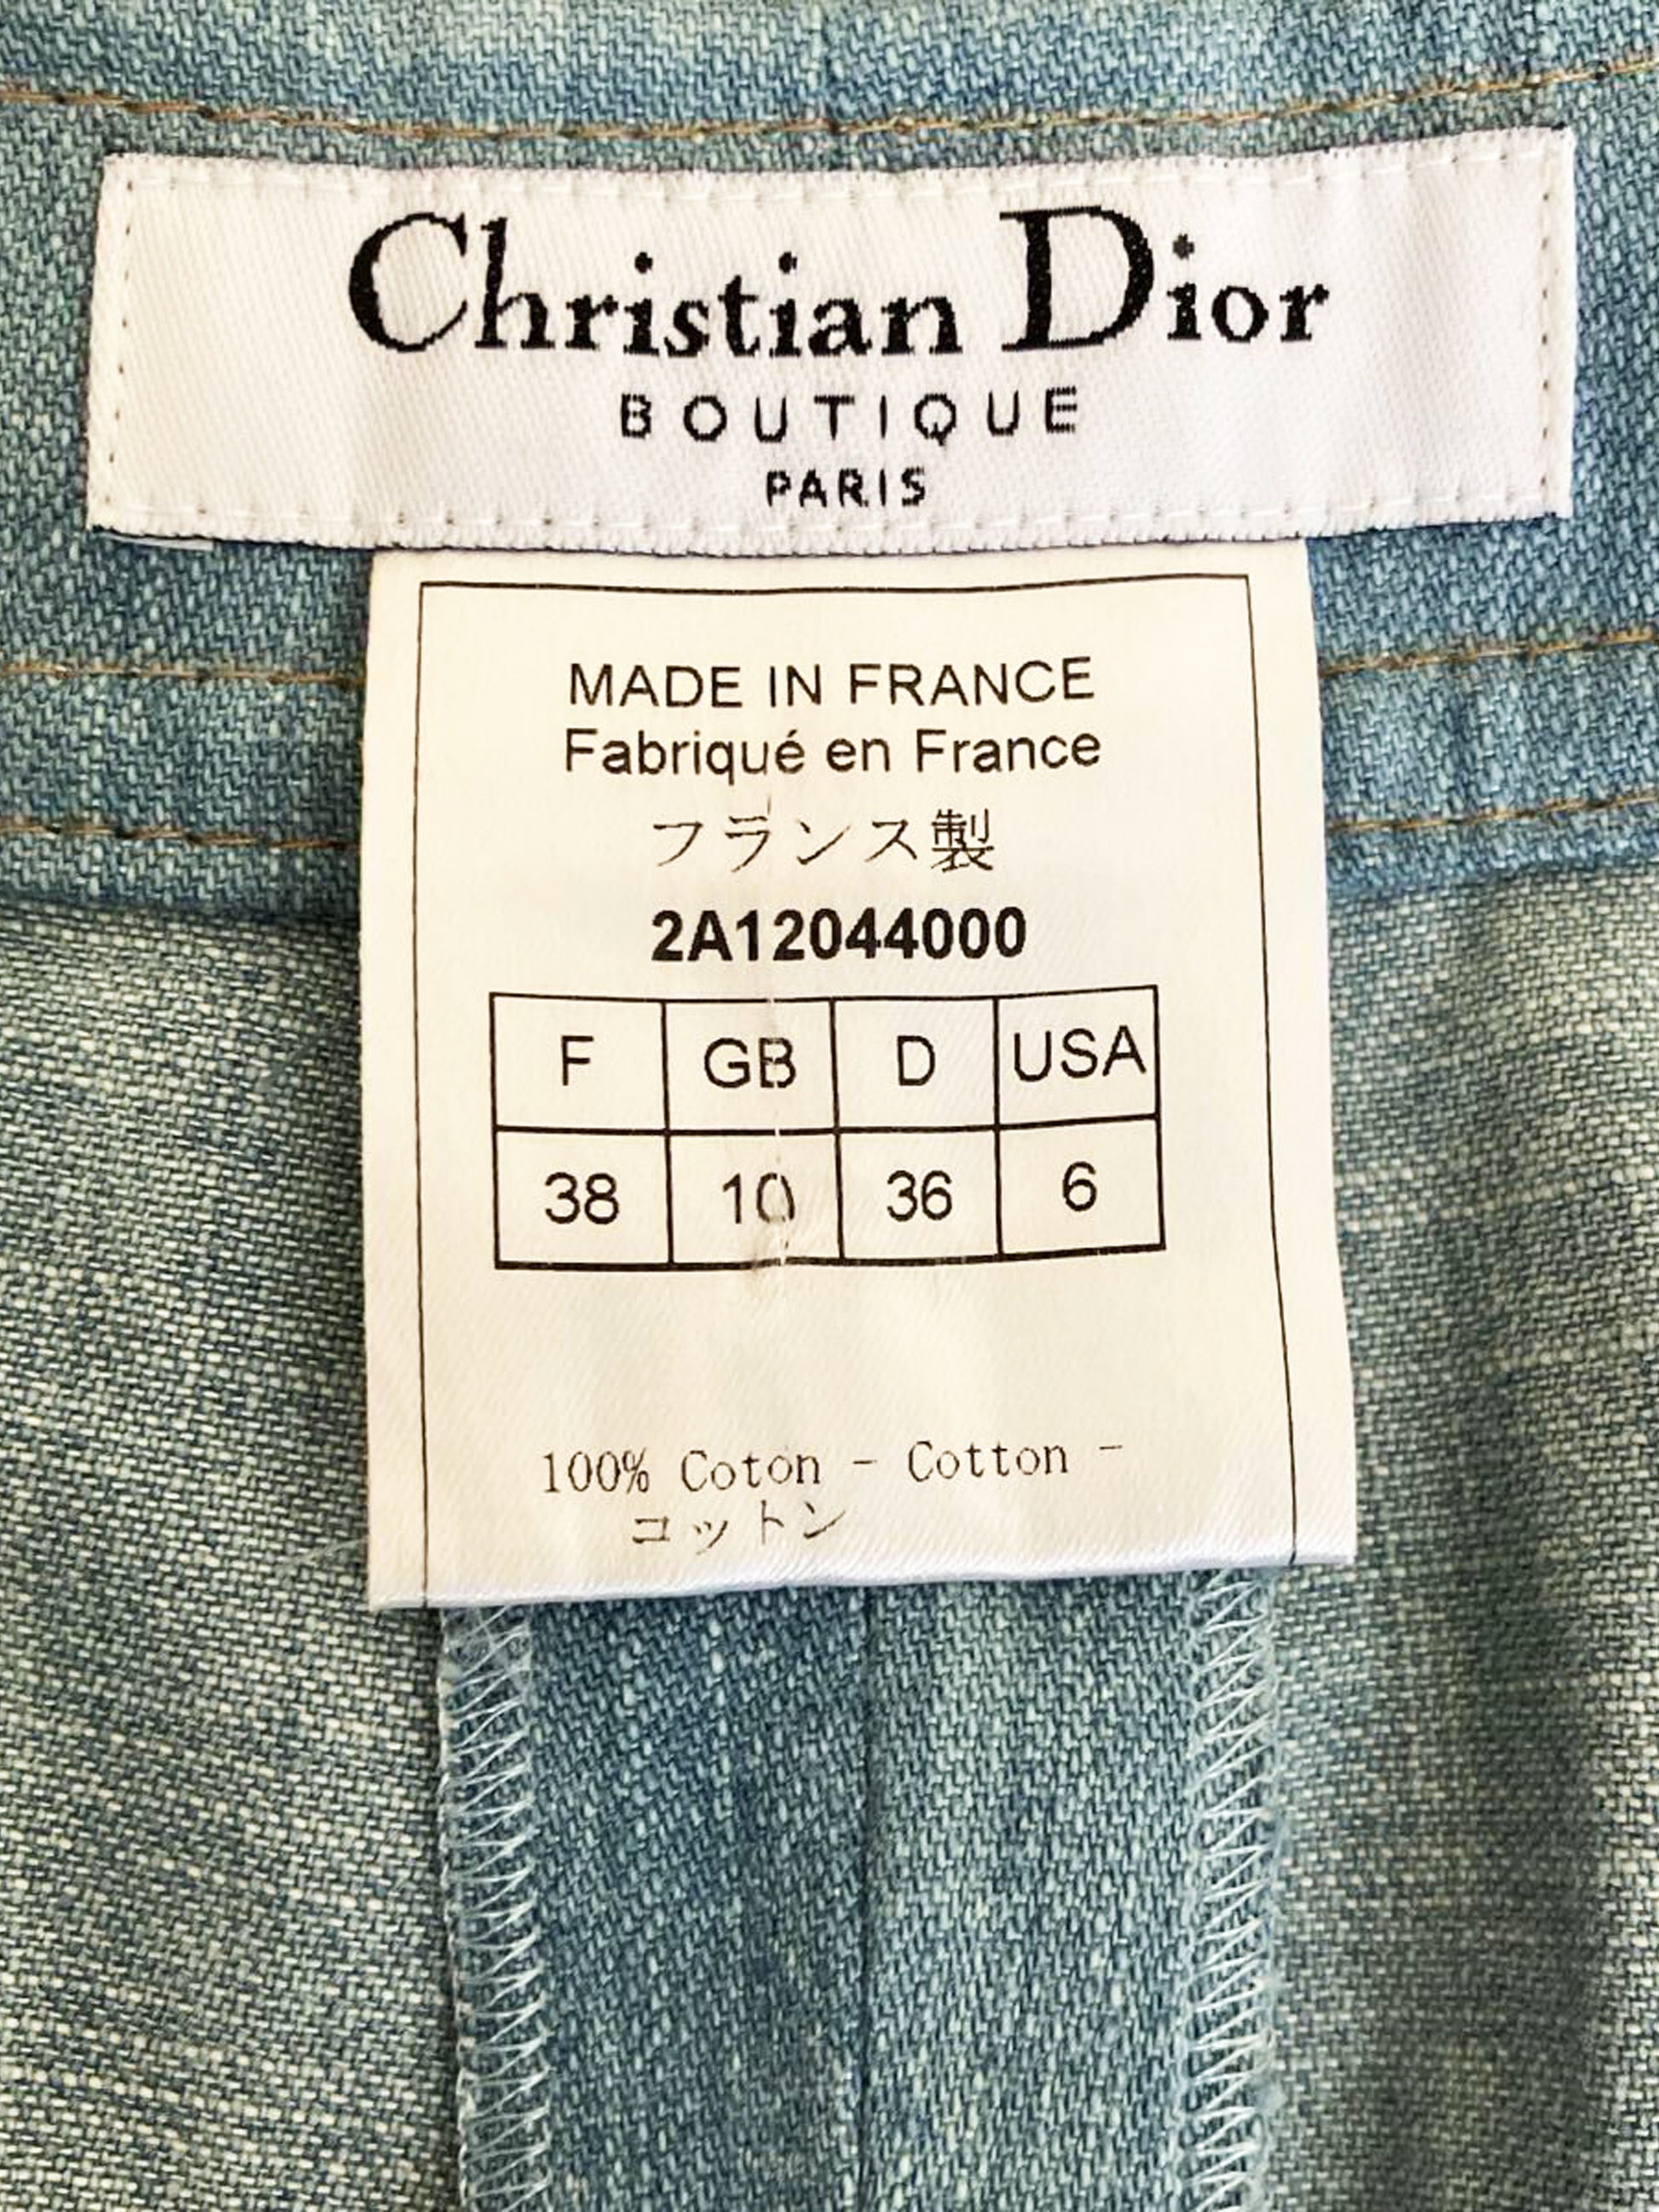 Christian Dior
BOUTIQUE
PARIS
MADE IN FRANCE
Fabriqué en France
フランス製
2A12044000
F GB D USA
38 10 36 6
100% Coton - Cotton -
コットン